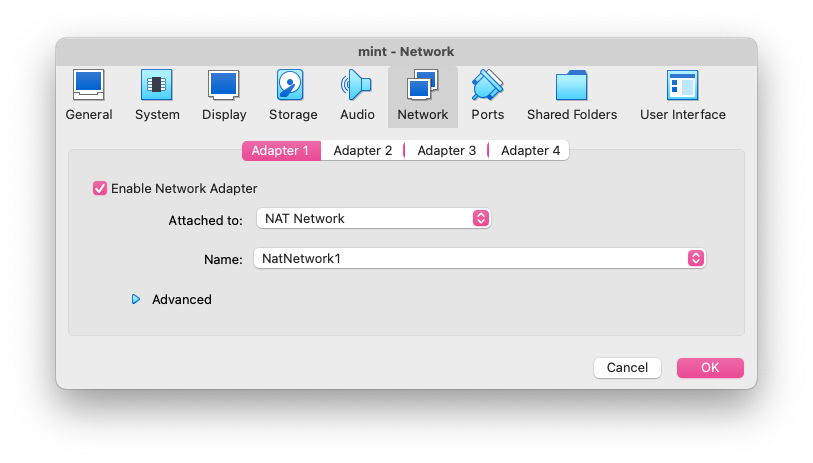 mint - Network
General System Display Storage Audio Network Ports Shared Folders User Interface
Adapter 1 Adapter 2 Adapter 3 Adapter 4
Enable Network Adapter
Attached to: NAT Network
Name: NatNetwork1
Advanced
Cancel OK